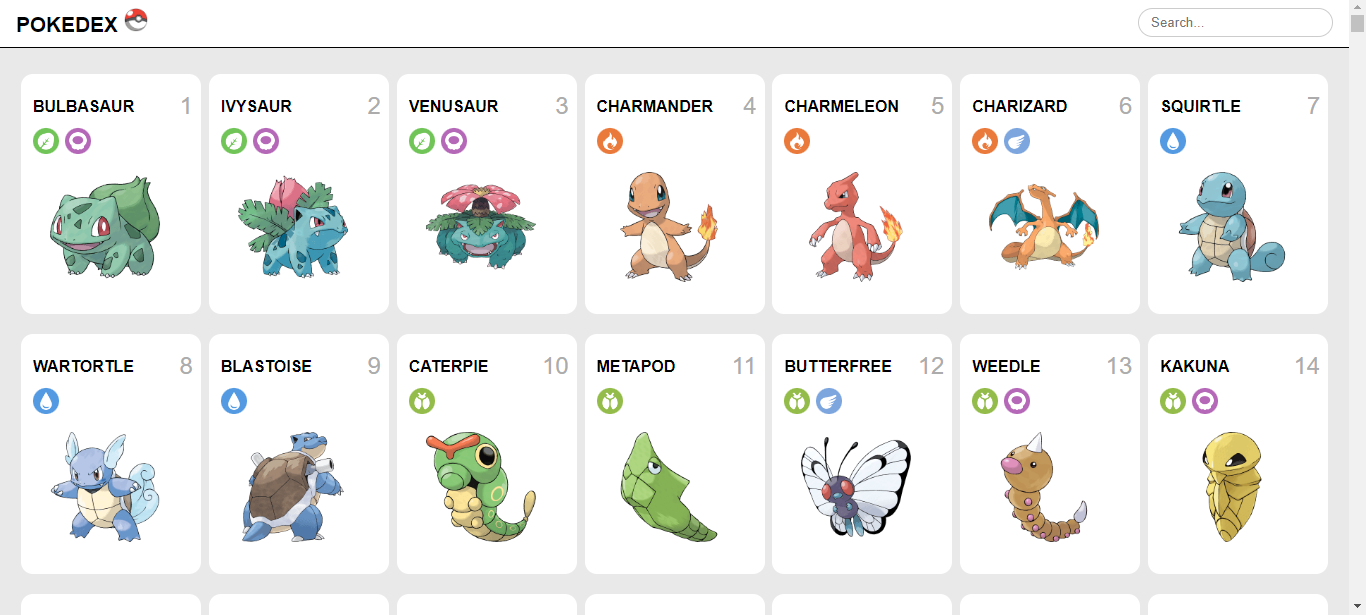 POKEDEX
Search...
BULBASAUR 1
IVYSAUR 2
VENUSAUR 3
CHARMANDER 4
CHARMELEON 5
CHARIZARD 6
SQUIRTLE 7
WARTORTLE 8
BLASTOISE 9
CATERPIE 10
METAPOD 11
BUTTERFREE 12
WEEDLE 13
KAKUNA 14